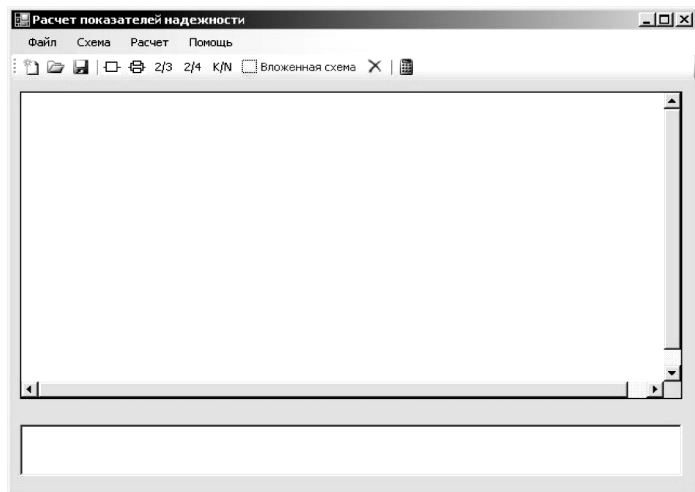 Расчет показателей надежности
Файл Схема Расчет Помощь
2/3 2/4 K/N Вложенная схема